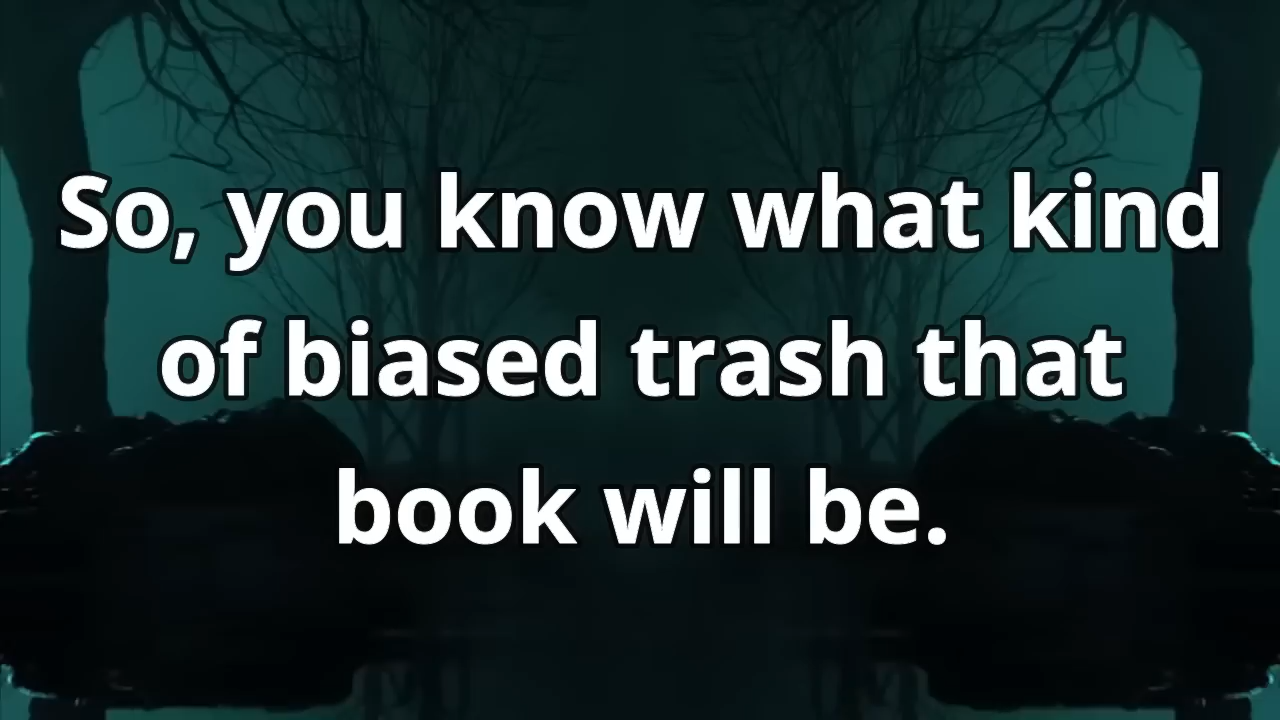 So, you know what kind
of biased trash that
book will be.